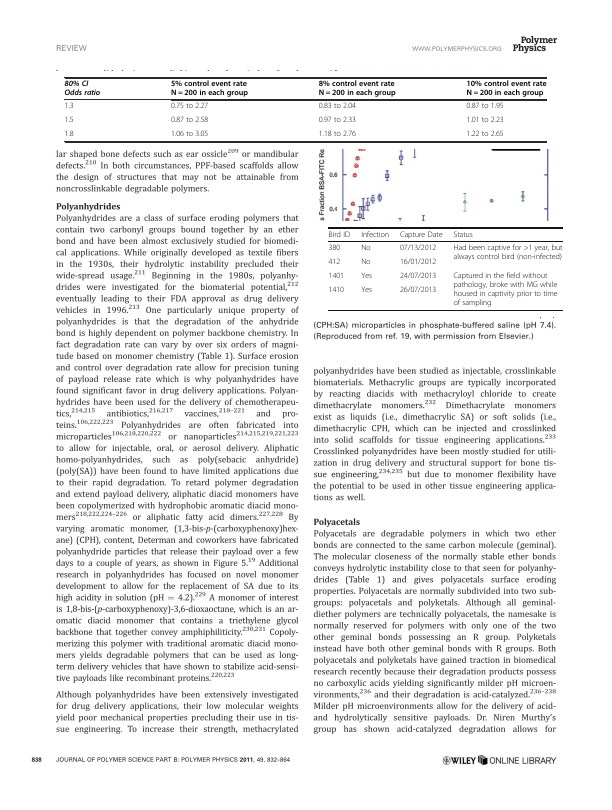 REVIEW
WWW.POLYMERPHYSICS.ORG
Polymer
Physics
80% CI 5% control event rate 8% control event rate 10% control event rate
Odds ratio N = 200 in each group N = 200 in each group N = 200 in each group
1.3 0.75 to 2.27 0.83 to 2.04 0.87 to 1.95
1.5 0.87 to 2.58 0.97 to 2.33 1.01 to 2.23
1.8 1.06 to 3.05 1.18 to 2.76 1.22 to 2.65
lar shaped bone defects such as ear ossicle209 or mandibular
defects.210 In both circumstances, PPF-based scaffolds allow
the design of structures that may not be attainable from
noncrosslinkable degradable polymers.
Polyanhydrides
Polyanhydrides are a class of surface eroding polymers that
contain two carbonyl groups bound together by an ether
bond and have been almost exclusively studied for biomedi-
cal applications. While originally developed as textile fibers
in the 1930s, their hydrolytic instability precluded their
wide-spread usage.211 Beginning in the 1980s, polyanhy-
drides were investigated for the biomaterial potential,212
eventually leading to their FDA approval as drug delivery
vehicles in 1996.213 One particularly unique property of
polyanhydrides is that the degradation of the anhydride
bond is highly dependent on polymer backbone chemistry. In
fact degradation rate can vary by over six orders of magni-
tude based on monomer chemistry (Table 1). Surface erosion
and control over degradation rate allow for precision tuning
of payload release rate which is why polyanhydrides have
found significant favor in drug delivery applications. Polyan-
hydrides have been used for the delivery of chemotherapeu-
tics,214,215 antibiotics,216,217 vaccines,218–221 and pro-
teins.106,222,223 Polyanhydrides are often fabricated into
microparticles106,218,220,222 or nanoparticles214,215,219,221,223
to allow for injectable, oral, or aerosol delivery. Aliphatic
homo-polyanhydrides, such as poly(sebacic anhydride)
(poly(SA)) have been found to have limited applications due
to their rapid degradation. To retard polymer degradation
and extend payload delivery, aliphatic diacid monomers have
been copolymerized with hydrophobic aromatic diacid mono-
mers218,222,224–226 or aliphatic fatty acid dimers.227,228 By
varying aromatic monomer, (1,3-bis-p-(carboxyphenoxy)hex-
ane) (CPH), content, Determan and coworkers have fabricated
polyanhydride particles that release their payload over a few
days to a couple of years, as shown in Figure 5.19 Additional
research in polyanhydrides has focused on novel monomer
development to allow for the replacement of SA due to its
high acidity in solution (pH = 4.2).229 A monomer of interest
is 1,8-bis-(p-carboxyphenoxy)-3,6-dioxaoctane, which is an ar-
omatic diacid monomer that contains a triethylene glycol
backbone that together convey amphiphilicity.230,231 Copoly-
merizing this polymer with traditional aromatic diacid mono-
mers yields degradable polymers that can be used as long-
term delivery vehicles that have shown to stabilize acid-sensi-
tive payloads like recombinant proteins.220,223
Although polyanhydrides have been extensively investigated
for drug delivery applications, their low molecular weights
yield poor mechanical properties precluding their use in tis-
sue engineering. To increase their strength, methacrylated
s Fraction BSA-FITC Re
0.6
0.4
Bird ID Infection Capture Date Status
380 No 07/13/2012 Had been captive for >1 year, but
always control bird (non-infected)
412 No 16/01/2012
1401 Yes 24/07/2013 Captured in the field without
pathology, broke with MG while
1410 Yes 26/07/2013 housed in captivity prior to time
of sampling
(CPH:SA) microparticles in phosphate-buffered saline (pH 7.4).
(Reproduced from ref. 19, with permission from Elsevier.)
polyanhydrides have been studied as injectable, crosslinkable
biomaterials. Methacrylic groups are typically incorporated
by reacting diacids with methacryloyl chloride to create
dimethacrylate monomers.232 Dimethacrylate monomers
exist as liquids (i.e., dimethacrylic SA) or soft solids (i.e.,
dimethacrylic CPH, which can be injected and crosslinked
into solid scaffolds for tissue engineering applications.233
Crosslinked polyanhydrides have been mostly studied for utili-
zation in drug delivery and structural support for bone tis-
sue engineering,234,235 but due to monomer flexibility have
the potential to be used in other tissue engineering applica-
tions as well.
Polyacetals
Polyacetals are degradable polymers in which two ether
bonds are connected to the same carbon molecule (geminal).
The molecular closeness of the normally stable ether bonds
conveys hydrolytic instability close to that seen for polyanhy-
drides (Table 1) and gives polyacetals surface eroding
properties. Polyacetals are normally subdivided into two sub-
groups: polyacetals and polyketals. Although all geminal-
diether polymers are technically polyacetals, the namesake is
normally reserved for polymers with only one of the two
other geminal bonds possessing an R group. Polyketals
instead have both other geminal bonds with R groups. Both
polyacetals and polyketals have gained traction in biomedical
research recently because their degradation products possess
no carboxylic acids yielding significantly milder pH microen-
vironments,236 and their degradation is acid-catalyzed.236–238
Milder pH microenvironments allow for the delivery of acid-
and hydrolytically sensitive payloads. Dr. Niren Murthy's
group has shown acid-catalyzed degradation allows for
838 JOURNAL OF POLYMER SCIENCE PART B: POLYMER PHYSICS 2011, 49, 832–864
WILEY ONLINE LIBRARY